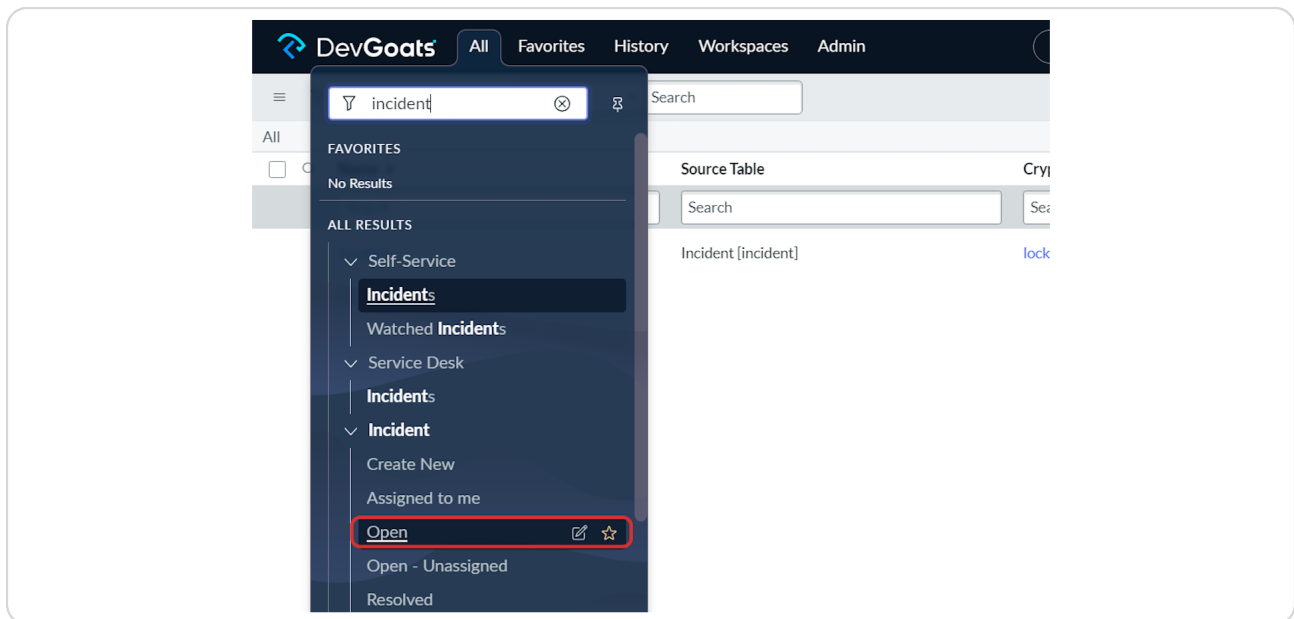 DevGoats All Favorites History Workspaces Admin
incident Search
All
FAVORITES
No Results
Source Table
Search
ALL RESULTS
Self-Service
Incident [incident] lock
Incidents
Watched Incidents
Service Desk
Incidents
Incident
Create New
Assigned to me
Open
Open - Unassigned
Resolved